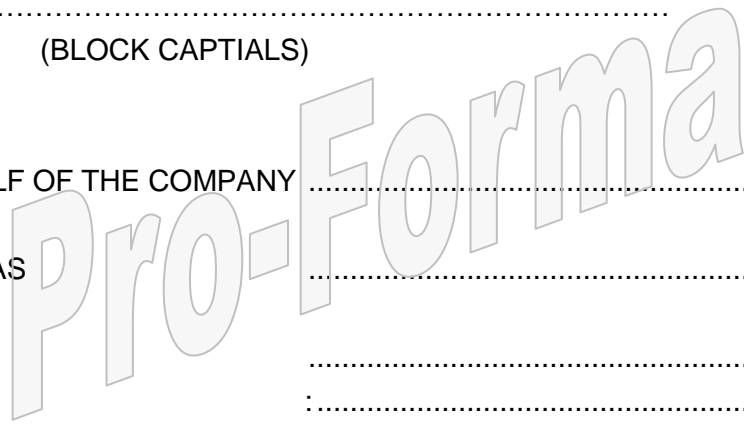 ..............................................................................
(BLOCK CAPTIALS)
LF OF THE COMPANY ......................................................
AS ......................................................
......................................................
:.....................................................
Pro-Forma